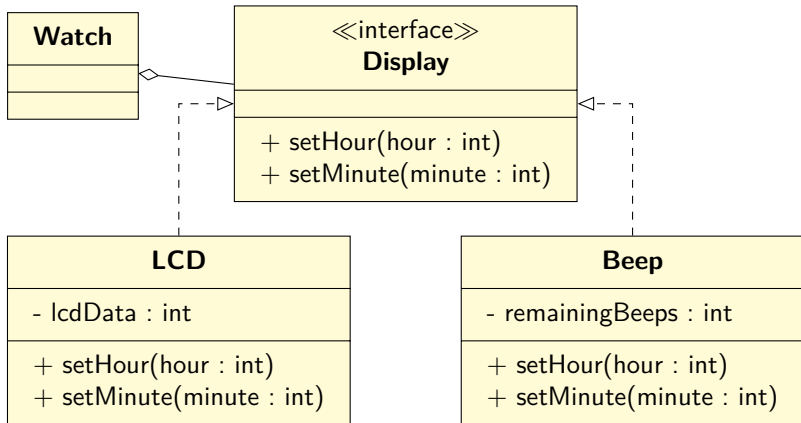 Watch
≪interface≫
Display
+ setHour(hour : int)
+ setMinute(minute : int)
LCD
- lcdData : int
+ setHour(hour : int)
+ setMinute(minute : int)
Beep
- remainingBeeps : int
+ setHour(hour : int)
+ setMinute(minute : int)